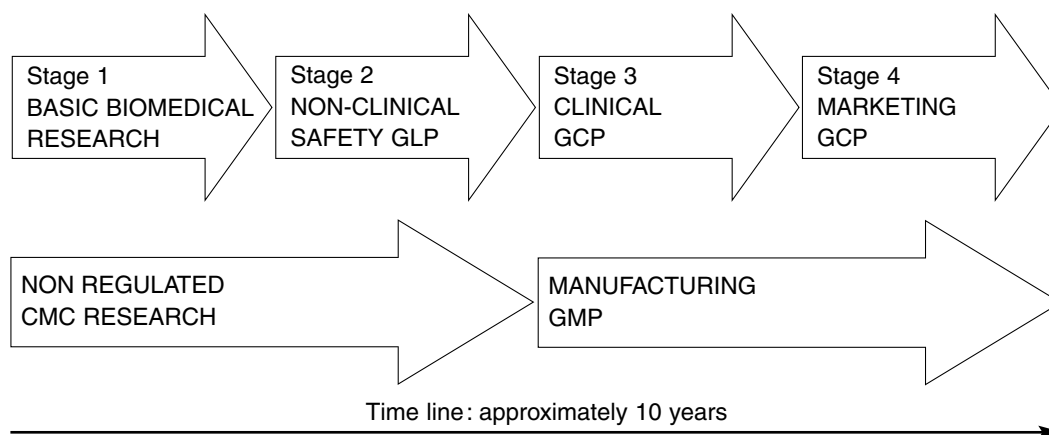 Stage 1
BASIC BIOMEDICAL
RESEARCH
Stage 2
NON-CLINICAL
SAFETY GLP
Stage 3
CLINICAL
GCP
Stage 4
MARKETING
GCP
NON REGULATED
CMC RESEARCH
MANUFACTURING
GMP
Time line: approximately 10 years